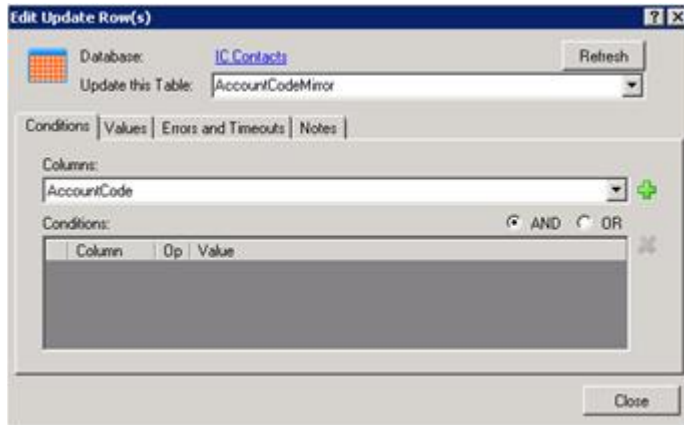 Edit Update Row(s)
Database: IC.Contacts Refresh
Update this Table: AccountCodeMirror
Conditions Values Errors and Timeouts Notes
Columns:
AccountCode
Conditions: AND OR
Column Op Value
Close